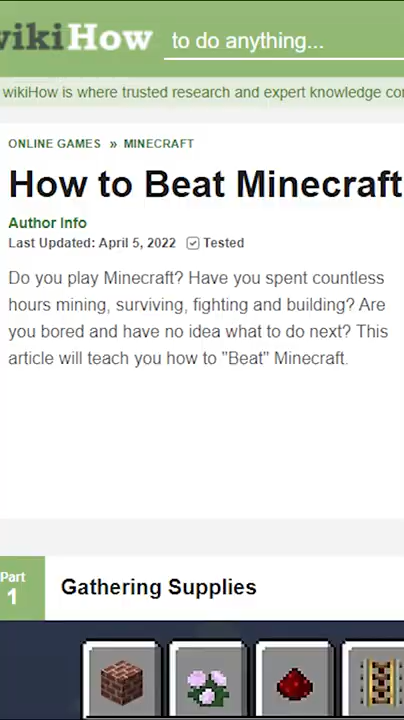 wikiHow to do anything...
wikiHow is where trusted research and expert knowledge co
ONLINE GAMES » MINECRAFT
How to Beat Minecraft
Author Info
Last Updated: April 5, 2022 Tested
Do you play Minecraft? Have you spent countless
hours mining, surviving, fighting and building? Are
you bored and have no idea what to do next? This
article will teach you how to "Beat" Minecraft.
Part
1
Gathering Supplies